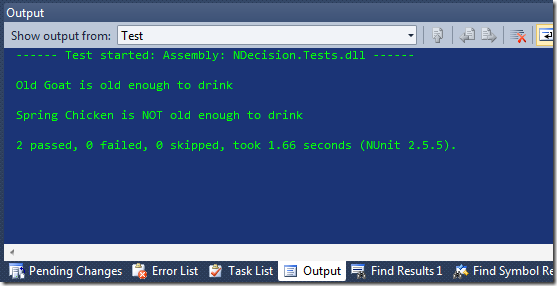 Output
Show output from: Test
------ Test started: Assembly: NDecision.Tests.dll ------
Old Goat is old enough to drink
Spring Chicken is NOT old enough to drink
2 passed, 0 failed, 0 skipped, took 1.66 seconds (NUnit 2.5.5).
Pending Changes Error List Task List Output Find Results 1 Find Symbol Re